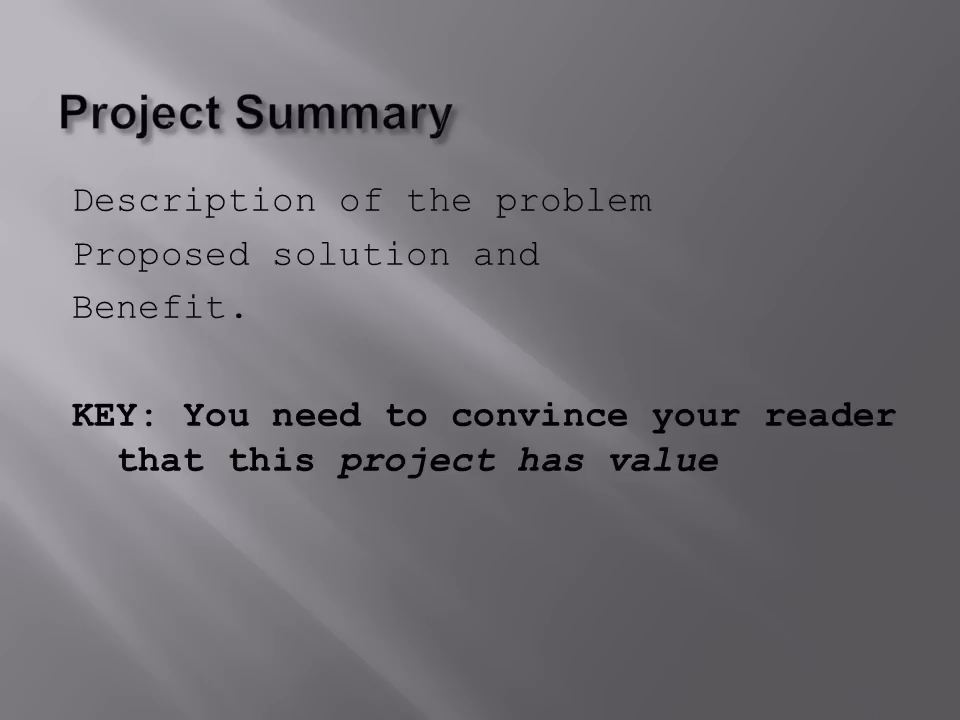 Project Summary
Description of the problem
Proposed solution and
Benefit.
KEY: You need to convince your reader
that this project has value